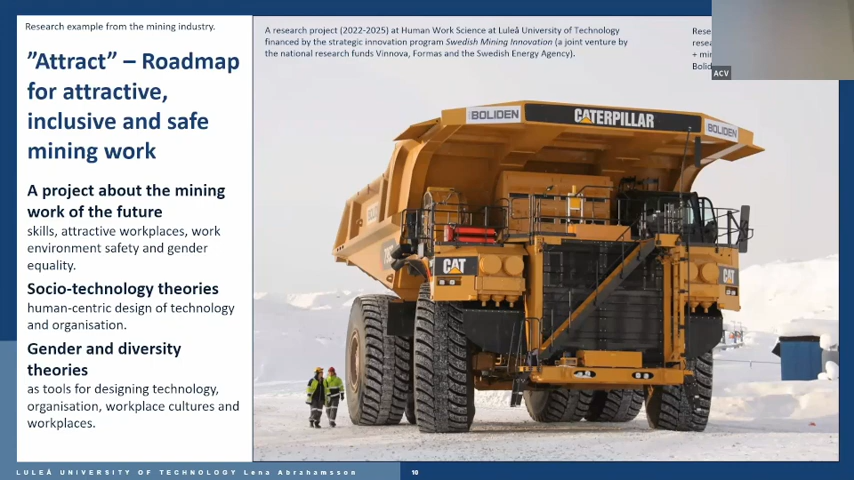 Research example from the mining industry.
”Attract” – Roadmap
for attractive,
inclusive and safe
mining work
A project about the mining
work of the future
skills, attractive workplaces, work
environment safety and gender
equality.
Socio-technology theories
human-centric design of technology
and organisation.
Gender and diversity
theories
as tools for designing technology,
organisation, workplace cultures and
workplaces.
A research project (2022-2025) at Human Work Science at Luleå University of Technology
financed by the strategic innovation program Swedish Mining Innovation (a joint venture by
the national research funds Vinnova, Formas and the Swedish Energy Agency).
+ min
Bolid
ACV
BOLIDEN
CATERPILLAR
BOLIDEN
CAT
CAT
LULEÅ UNIVERSITY OF TECHNOLOGY Lena Abrahamsson
10